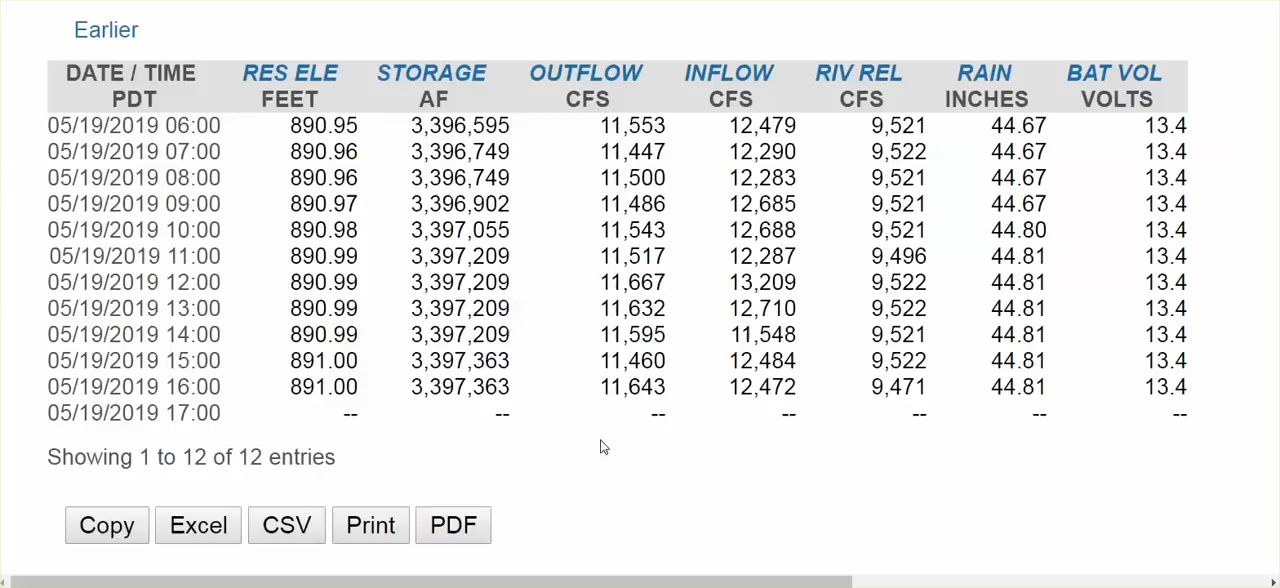 Earlier
DATE / TIME RES ELE STORAGE OUTFLOW INFLOW RIV REL RAIN BAT VOL
PDT FEET AF CFS CFS CFS INCHES VOLTS
05/19/2019 06:00 890.95 3,396,595 11,553 12,479 9,521 44.67 13.4
05/19/2019 07:00 890.96 3,396,749 11,447 12,290 9,522 44.67 13.4
05/19/2019 08:00 890.96 3,396,749 11,500 12,283 9,521 44.67 13.4
05/19/2019 09:00 890.97 3,396,902 11,486 12,685 9,521 44.67 13.4
05/19/2019 10:00 890.98 3,397,055 11,543 12,688 9,521 44.80 13.4
05/19/2019 11:00 890.99 3,397,209 11,517 12,287 9,496 44.81 13.4
05/19/2019 12:00 890.99 3,397,209 11,667 13,209 9,522 44.81 13.4
05/19/2019 13:00 890.99 3,397,209 11,632 12,710 9,522 44.81 13.4
05/19/2019 14:00 890.99 3,397,209 11,595 11,548 9,521 44.81 13.4
05/19/2019 15:00 891.00 3,397,363 11,460 12,484 9,522 44.81 13.4
05/19/2019 16:00 891.00 3,397,363 11,643 12,472 9,471 44.81 13.4
05/19/2019 17:00 -- -- -- -- -- -- --
Showing 1 to 12 of 12 entries
Copy Excel CSV Print PDF